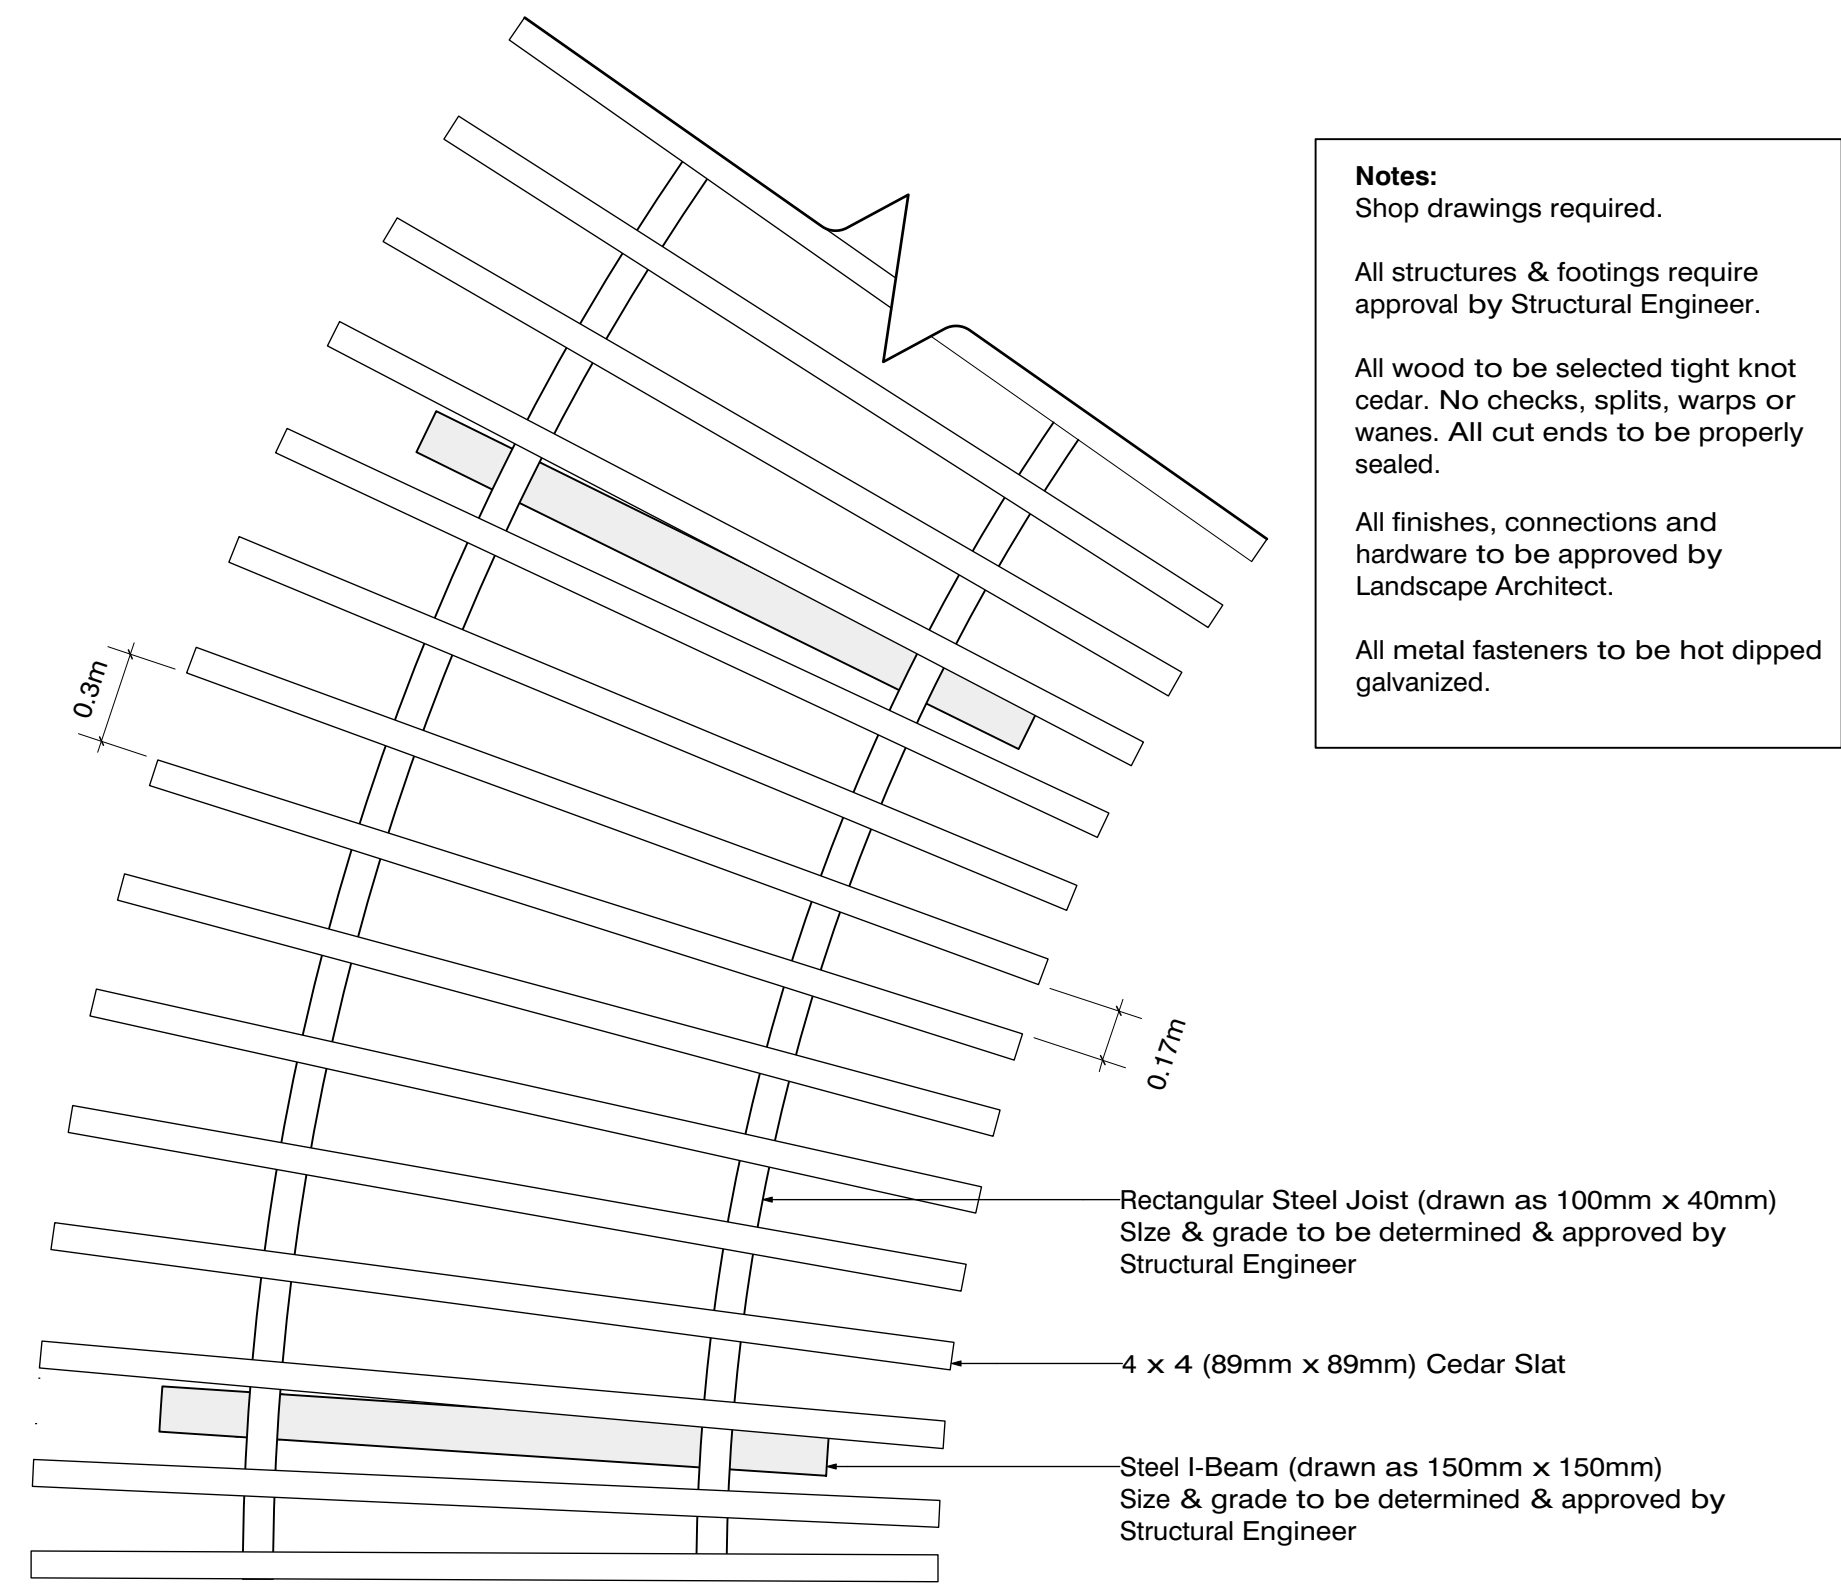 Notes:
Shop drawings required.
All structures & footings require
approval by Structural Engineer.
All wood to be selected tight knot
cedar. No checks, splits, warps or
wanes. All cut ends to be properly
sealed.
All finishes, connections and
hardware to be approved by
Landscape Architect.
All metal fasteners to be hot dipped
galvanized.
0.3m
0.17m
Rectangular Steel Joist (drawn as 100mm x 40mm)
SIze & grade to be determined & approved by
Structural Engineer
4 x 4 (89mm x 89mm) Cedar Slat
Steel I-Beam (drawn as 150mm x 150mm)
Size & grade to be determined & approved by
Structural Engineer